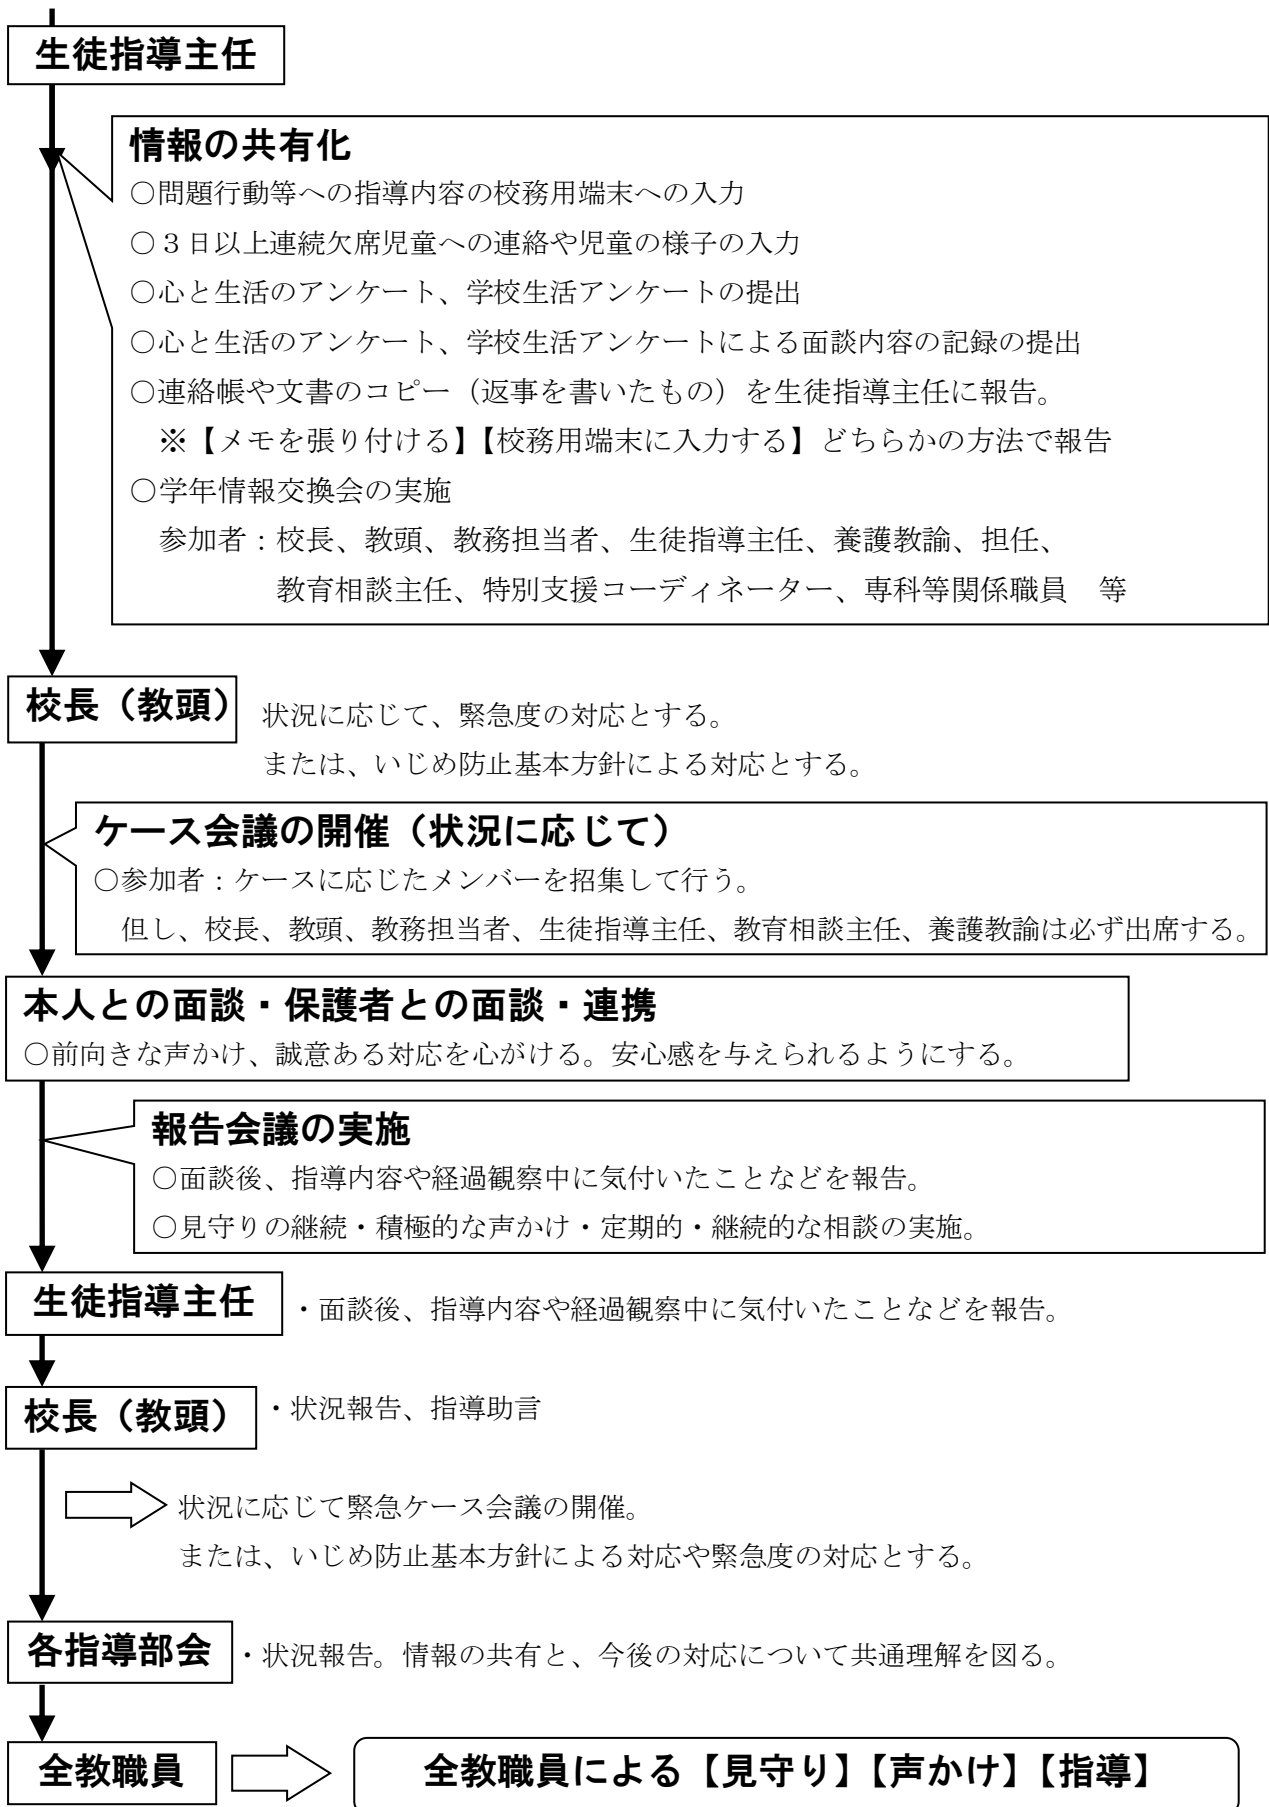 生徒指導主任
情報の共有化
○問題行動等への指導内容の校務用端末への入力
○３日以上連続欠席児童への連絡や児童の様子の入力
○心と生活のアンケート、学校生活アンケートの提出
○心と生活のアンケート、学校生活アンケートによる面談内容の記録の提出
○連絡帳や文書のコピー（返事を書いたもの）を生徒指導主任に報告。
※【メモを張り付ける】【校務用端末に入力する】どちらかの方法で報告
○学年情報交換会の実施
参加者：校長、教頭、教務担当者、生徒指導主任、養護教諭、担任、
教育相談主任、特別支援コーディネーター、専科等関係職員　等
校長（教頭）
状況に応じて、緊急度の対応とする。
または、いじめ防止基本方針による対応とする。
ケース会議の開催（状況に応じて）
○参加者：ケースに応じたメンバーを招集して行う。
但し、校長、教頭、教務担当者、生徒指導主任、教育相談主任、養護教諭は必ず出席する。
本人との面談・保護者との面談・連携
○前向きな声かけ、誠意ある対応を心がける。安心感を与えられるようにする。
報告会議の実施
○面談後、指導内容や経過観察中に気付いたことなどを報告。
○見守りの継続・積極的な声かけ・定期的・継続的な相談の実施。
生徒指導主任 ・面談後、指導内容や経過観察中に気付いたことなどを報告。
校長（教頭） ・状況報告、指導助言
状況に応じて緊急ケース会議の開催。
または、いじめ防止基本方針による対応や緊急度の対応とする。
各指導部会 ・状況報告。情報の共有と、今後の対応について共通理解を図る。
全教職員 全教職員による【見守り】【声かけ】【指導】